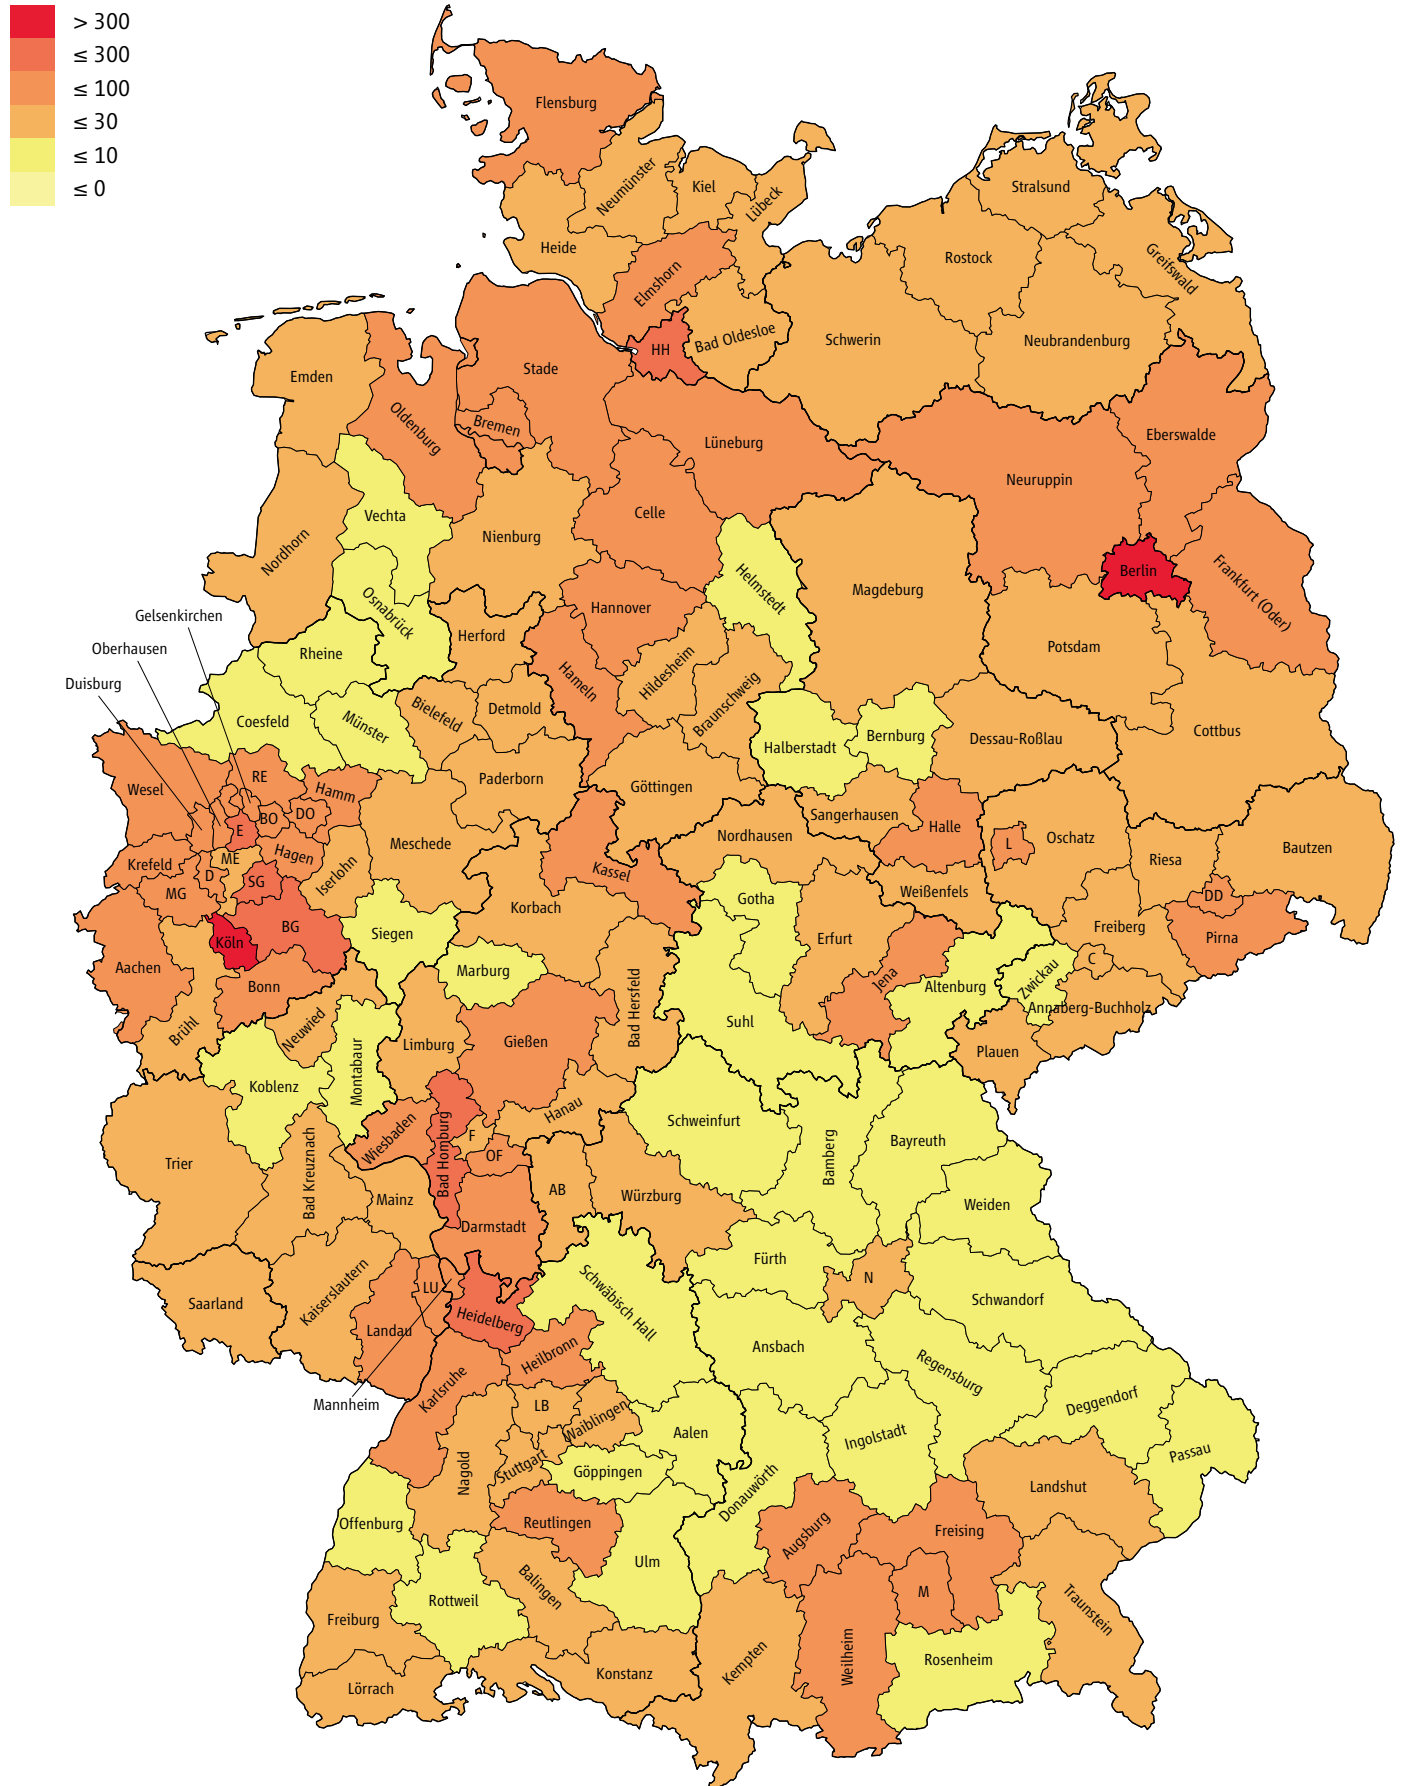 > 300
≤ 300
≤ 100
≤ 30
≤ 10
≤ 0
Flensburg
Neumünster
Kiel
Lübeck
Stralsund
Heide
Rostock
Greifswald
Elmshorn
Bad Oldesloe
HH
Schwerin
Neubrandenburg
Emden
Stade
Oldenburg
Bremen
Lüneburg
Eberswalde
Neuruppin
Vechta
Celle
Nienburg
Nordhorn
Helmstedt
Magdeburg
Berlin
Frankfurt (Oder)
Osnabrück
Hannover
Gelsenkirchen
Herford
Oberhausen
Rheine
Potsdam
Duisburg
Hameln
Hildesheim
Braunschweig
Coesfeld
Münster
Bielefeld
Detmold
Halberstadt
Bernburg
Dessau-Roßlau
Cottbus
Wesel
RE
Hamm
Paderborn
Göttingen
BO
DO
Sangerhausen
E
Halle
Nordhausen
L
Oschatz
Meschede
Krefeld
ME
Hagen
Iserlohn
Riesa
Bautzen
D
SG
Kassel
MG
Weißenfels
DD
Gotha
Korbach
Köln
BG
Siegen
Erfurt
Freiberg
Pirna
Aachen
Marburg
C
Bonn
Jena
Altenburg
Zwickau
Annaberg-Buchholz
Bad Hersfeld
Brühl
Neuwied
Limburg
Gießen
Suhl
Plauen
Koblenz
Montabaur
Hanau
Schweinfurt
Wiesbaden
Bad Homburg
F
OF
Bayreuth
Bamberg
Trier
Bad Kreuznach
Mainz
AB
Würzburg
Weiden
Darmstadt
Fürth
N
Saarland
Kaiserslautern
LU
Heidelberg
Schwäbisch Hall
Schwandorf
Landau
Ansbach
Heilbronn
Regensburg
Karlsruhe
Mannheim
LB
Waiblingen
Aalen
Deggendorf
Ingolstadt
Passau
Nagold
Stuttgart
Göppingen
Donauwörth
Landshut
Offenburg
Reutlingen
Augsburg
Freising
Ulm
Balingen
M
Rottweil
Freiburg
Traunstein
Kempten
Weilheim
Rosenheim
Konstanz
Lörrach